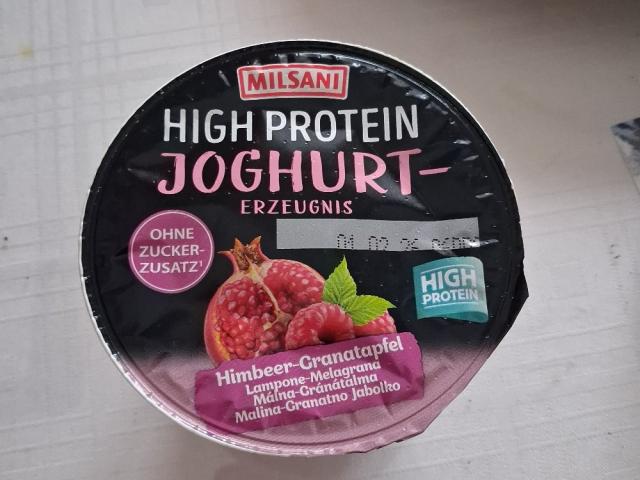 MILSANI
HIGH PROTEIN
JOGHURT-
ERZEUGNIS
OHNE
ZUCKER-
ZUSATZ¹
HIGH
PROTEIN
Himbeer-Granatapfel
Lampone-Melagrana
Málna-Gránátalma
Malina-Granatno Jabolko